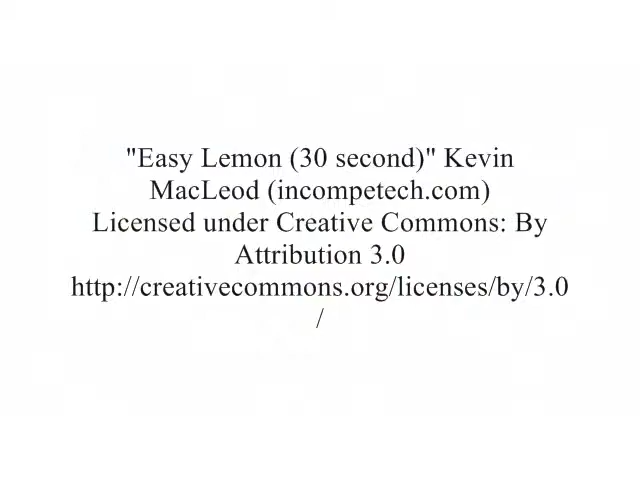 "Easy Lemon (30 second)" Kevin
MacLeod (incompetech.com)
Licensed under Creative Commons: By
Attribution 3.0
http://creativecommons.org/licenses/by/3.0
/